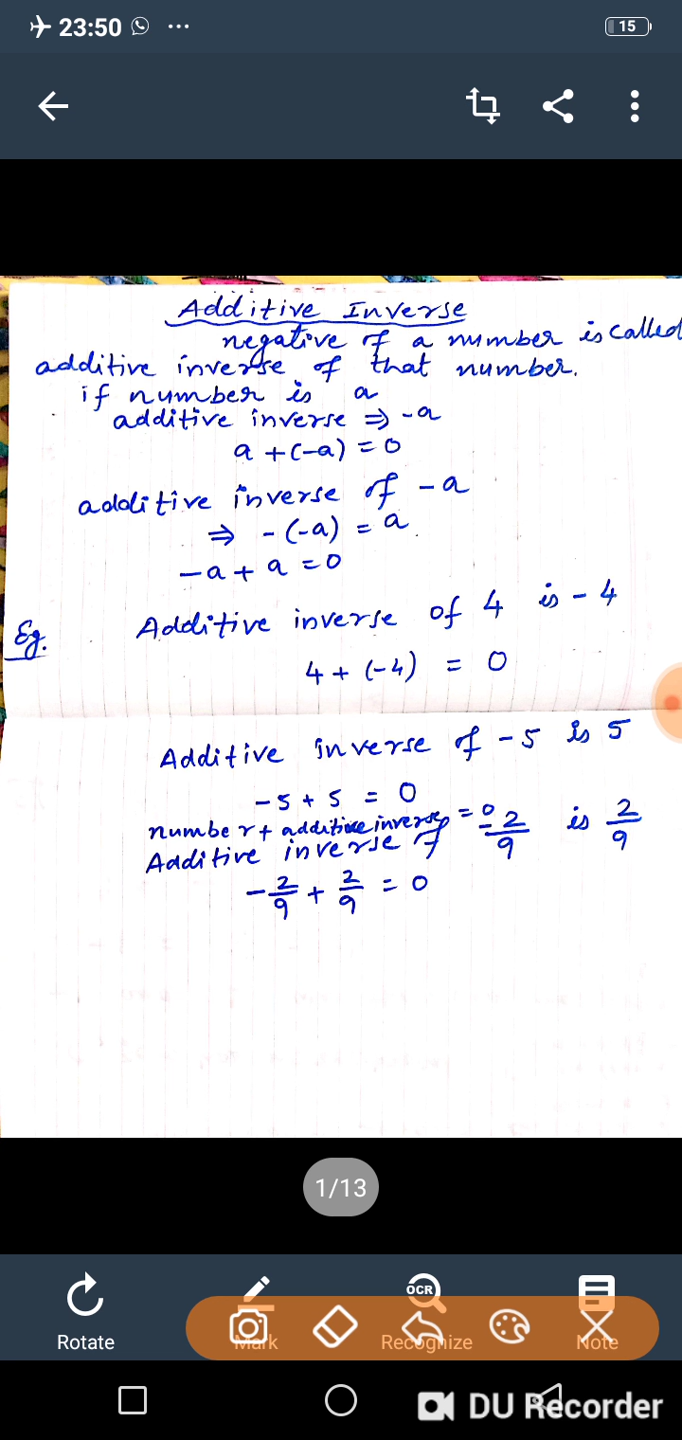 23:50 ...
15
Additive Inverse
negative of a number is called
additive inverse of that number.
if number is a
additive inverse ⇒ -a
a + (-a) = 0
additive inverse of -a
⇒ -(-a) = a
-a + a = 0
Eg. Additive inverse of 4 is -4
4 + (-4) = 0
Additive inverse of -5 is 5
-5 + 5 = 0
number + additive inverse = 0
Additive inverse of -2/9 is 2/9
-2/9 + 2/9 = 0
1/13
OCR
Rotate Mark Recognize Note
DU Recorder